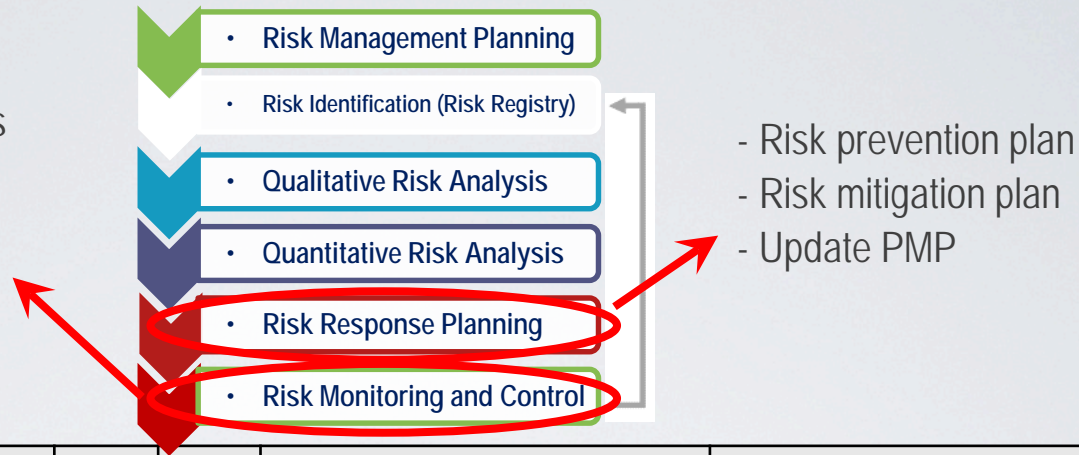 • Risk Management Planning
• Risk Identification (Risk Registry)
• Qualitative Risk Analysis
• Quantitative Risk Analysis
• Risk Response Planning
• Risk Monitoring and Control
s
- Risk prevention plan
- Risk mitigation plan
- Update PMP